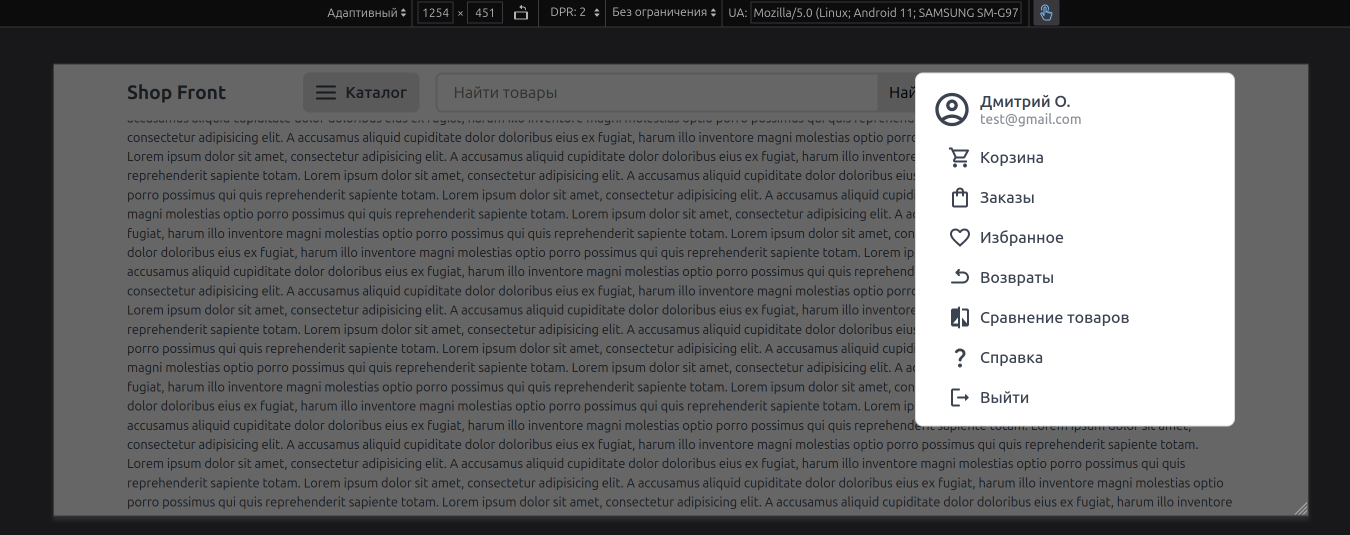 Адаптивный 1254 × 451 DPR: 2 Без ограничения UA: Mozilla/5.0 (Linux; Android 11; SAMSUNG SM-G97
Shop Front Каталог Найти товары Най
Дмитрий О.
test@gmail.com
Корзина
Заказы
Избранное
Возвраты
Сравнение товаров
Справка
Выйти
accusamus aliquid cupiditate dolor doloribus eius ex fugiat, harum illo inventore magni molestias optio porro possimus qui quis reprehend
consectetur adipisicing elit. A accusamus aliquid cupiditate dolor doloribus eius ex fugiat, harum illo inventore magni molestias optio porro
Lorem ipsum dolor sit amet, consectetur adipisicing elit. A accusamus aliquid cupiditate dolor doloribus eius ex fugiat, harum illo inventore
reprehenderit sapiente totam. Lorem ipsum dolor sit amet, consectetur adipisicing elit. A accusamus aliquid cupiditate dolor doloribus eius
porro possimus qui quis reprehenderit sapiente totam. Lorem ipsum dolor sit amet, consectetur adipisicing elit. A accusamus aliquid cupid
magni molestias optio porro possimus qui quis reprehenderit sapiente totam. Lorem ipsum dolor sit amet, consectetur adipisicing elit. A
fugiat, harum illo inventore magni molestias optio porro possimus qui quis reprehenderit sapiente totam. Lorem ipsum dolor sit amet, cons
dolor doloribus eius ex fugiat, harum illo inventore magni molestias optio porro possimus qui quis reprehenderit sapiente totam. Lorem
accusamus aliquid cupiditate dolor doloribus eius ex fugiat, harum illo inventore magni molestias optio porro possimus qui quis reprehend
consectetur adipisicing elit. A accusamus aliquid cupiditate dolor doloribus eius ex fugiat, harum illo inventore magni molestias optio porro
Lorem ipsum dolor sit amet, consectetur adipisicing elit. A accusamus aliquid cupiditate dolor doloribus eius ex fugiat, harum illo inventore
reprehenderit sapiente totam. Lorem ipsum dolor sit amet, consectetur adipisicing elit. A accusamus aliquid cupiditate dolor doloribus eius
porro possimus qui quis reprehenderit sapiente totam. Lorem ipsum dolor sit amet, consectetur adipisicing elit. A accusamus aliquid cupid
magni molestias optio porro possimus qui quis reprehenderit sapiente totam. Lorem ipsum dolor sit amet, consectetur adipisicing elit. A
fugiat, harum illo inventore magni molestias optio porro possimus qui quis reprehenderit sapiente totam. Lorem ipsum dolor sit amet, cons
dolor doloribus eius ex fugiat, harum illo inventore magni molestias optio porro possimus qui quis reprehenderit sapiente totam. Lorem
accusamus aliquid cupiditate dolor doloribus eius ex fugiat, harum illo inventore magni molestias optio porro possimus qui quis reprehenderit sapiente totam. Lorem ipsum dolor sit amet,
consectetur adipisicing elit. A accusamus aliquid cupiditate dolor doloribus eius ex fugiat, harum illo inventore magni molestias optio porro possimus qui quis reprehenderit sapiente totam.
Lorem ipsum dolor sit amet, consectetur adipisicing elit. A accusamus aliquid cupiditate dolor doloribus eius ex fugiat, harum illo inventore magni molestias optio porro possimus qui quis
reprehenderit sapiente totam. Lorem ipsum dolor sit amet, consectetur adipisicing elit. A accusamus aliquid cupiditate dolor doloribus eius ex fugiat, harum illo inventore magni molestias optio
porro possimus qui quis reprehenderit sapiente totam. Lorem ipsum dolor sit amet, consectetur adipisicing elit. A accusamus aliquid cupiditate dolor doloribus eius ex fugiat, harum illo inventore